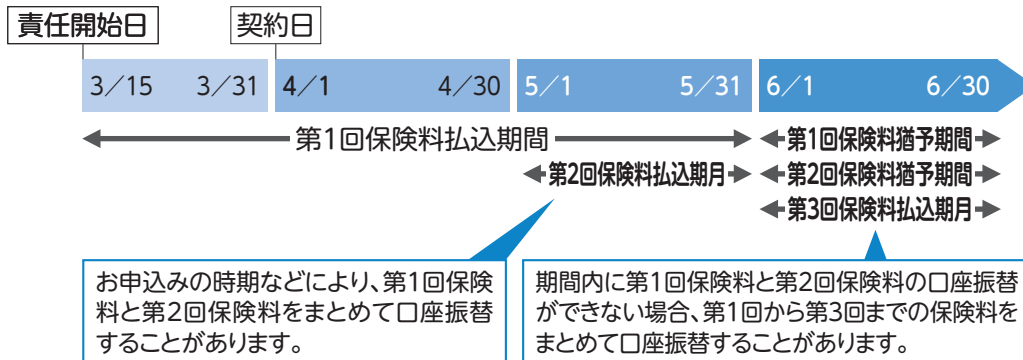 責任開始日 契約日
3／15 3／31 4／1 4／30 5／1 5／31 6／1 6／30
第1回保険料払込期間 第1回保険料猶予期間
第2回保険料払込期月 第2回保険料猶予期間
第3回保険料払込期月
お申込みの時期などにより、第1回保険
料と第2回保険料をまとめて口座振替
することがあります。
期間内に第1回保険料と第2回保険料の口座振替
ができない場合、第1回から第3回までの保険料を
まとめて口座振替することがあります。